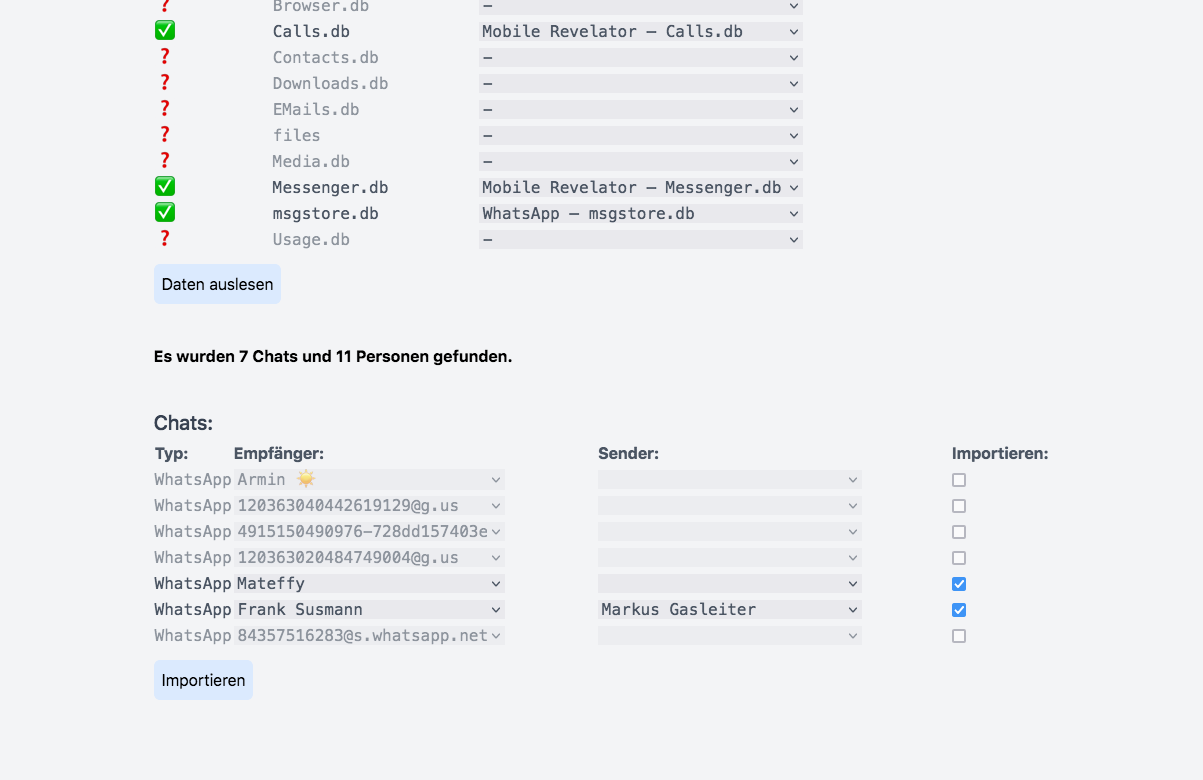 ❓ Browser.db –
✅ Calls.db Mobile Revelator – Calls.db
❓ Contacts.db –
❓ Downloads.db –
❓ EMails.db –
❓ files –
❓ Media.db –
✅ Messenger.db Mobile Revelator – Messenger.db
✅ msgstore.db WhatsApp – msgstore.db
❓ Usage.db –
Daten auslesen
Es wurden 7 Chats und 11 Personen gefunden.
Chats:
Typ: Empfänger: Sender: Importieren:
WhatsApp Armin ☀️
WhatsApp 120363040442619129@g.us
WhatsApp 4915150490976-728dd157403e
WhatsApp 120363020484749004@g.us
WhatsApp Mateffy
WhatsApp Frank Susmann Markus Gasleiter
WhatsApp 84357516283@s.whatsapp.net
Importieren